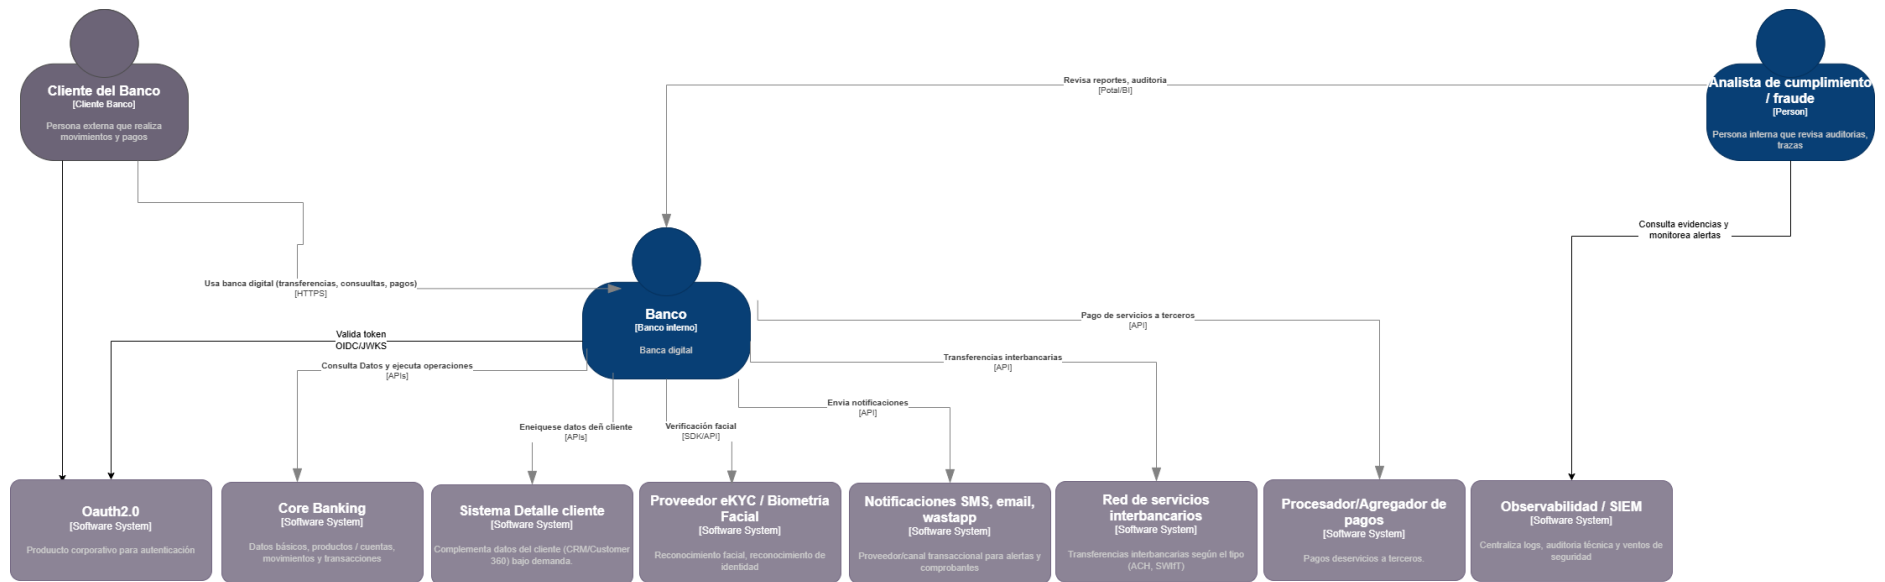 Cliente del Banco
[Cliente Banco]
Persona externa que realiza
movimientos y pagos
Revisa reportes, auditoria
[Potal/BI]
Analista de cumplimiento
/ fraude
[Person]
Persona interna que revisa auditorias,
trazas
Consulta evidencias y
monitorea alertas
Usa banca digital (transferencias, consuultas, pagos)
[HTTPS]
Banco
[Banco interno]
Banca digital
Valida token
OIDC/JWKS
Consulta Datos y ejecuta operaciones
[APIs]
Eneiquese datos deñ cliente
[APIs]
Verificación facial
[SDK/API]
Envia notificaciones
[API]
Transferencias interbancarias
[API]
Pago de servicios a terceros
[API]
Oauth2.0
[Software System]
Produucto corporativo para autenticación
Core Banking
[Software System]
Datos básicos, productos / cuentas,
movimientos y transacciones
Sistema Detalle cliente
[Software System]
Complementa datos del cliente (CRM/Customer
360) bajo demanda.
Proveedor eKYC / Biometría
Facial
[Software System]
Reconocimiento facial, reconocimiento de
identidad
Notificaciones SMS, email,
wastapp
[Software System]
Proveedor/canal transaccional para alertas y
comprobantes
Red de servicios
interbancarios
[Software System]
Transferencias interbancarias según el tipo
(ACH, SWIIT)
Procesador/Agregador de
pagos
[Software System]
Pagos deservicios a terceros.
Observabilidad / SIEM
[Software System]
Centraliza logs, auditoria técnica y ventos de
seguridad